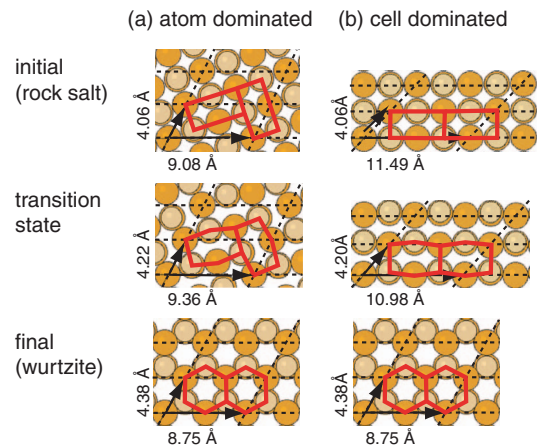 (a) atom dominated
(b) cell dominated
initial
(rock salt)
4.06 Å
9.08 Å
4.06Å
11.49 Å
transition
state
4.22 Å
9.36 Å
4.20Å
10.98 Å
final
(wurtzite)
4.38 Å
8.75 Å
4.38Å
8.75 Å